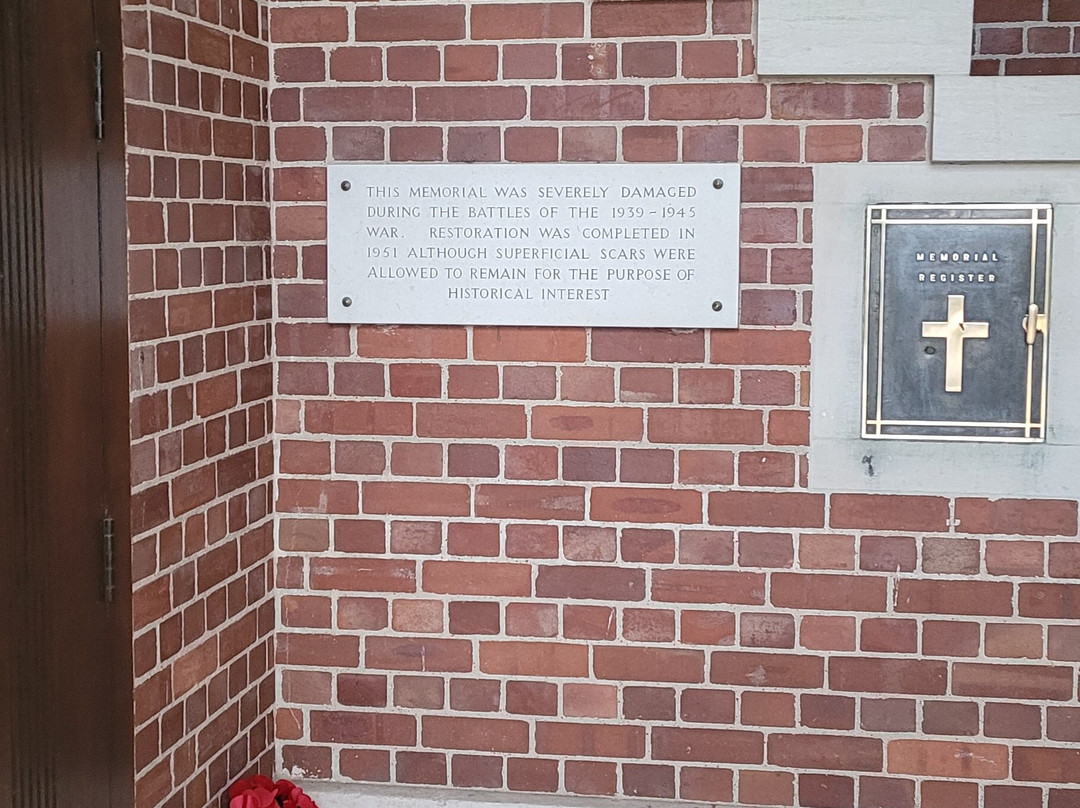 THIS MEMORIAL WAS SEVERELY DAMAGED
DURING THE BATTLES OF THE 1939-1945
WAR. RESTORATION WAS COMPLETED IN
1951 ALTHOUGH SUPERFICIAL SCARS WERE
ALLOWED TO REMAIN FOR THE PURPOSE OF
HISTORICAL INTEREST
MEMORIAL
REGISTER